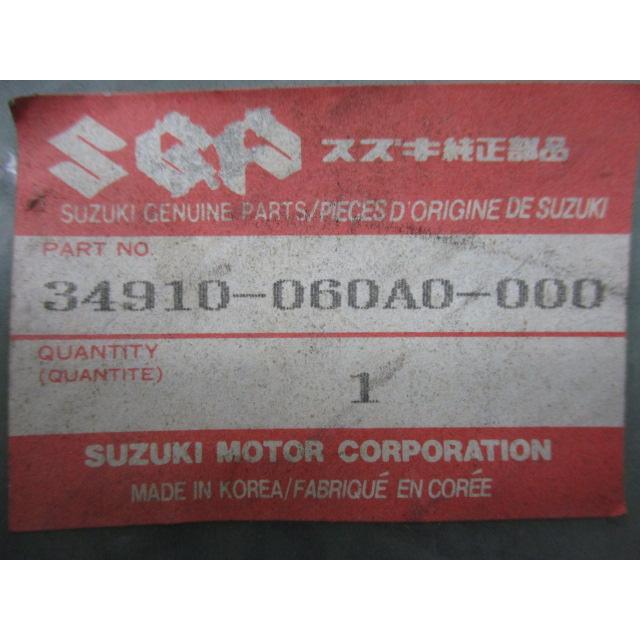 SGP スズキ純正部品
SUZUKI GENUINE PARTS/PIECES D'ORIGINE DE SUZUKI
PART NO.
34910-060A0-000
QUANTITY
(QUANTITÉ)
1
SUZUKI MOTOR CORPORATION
MADE IN KOREA/FABRIQUÉ EN CORÉE